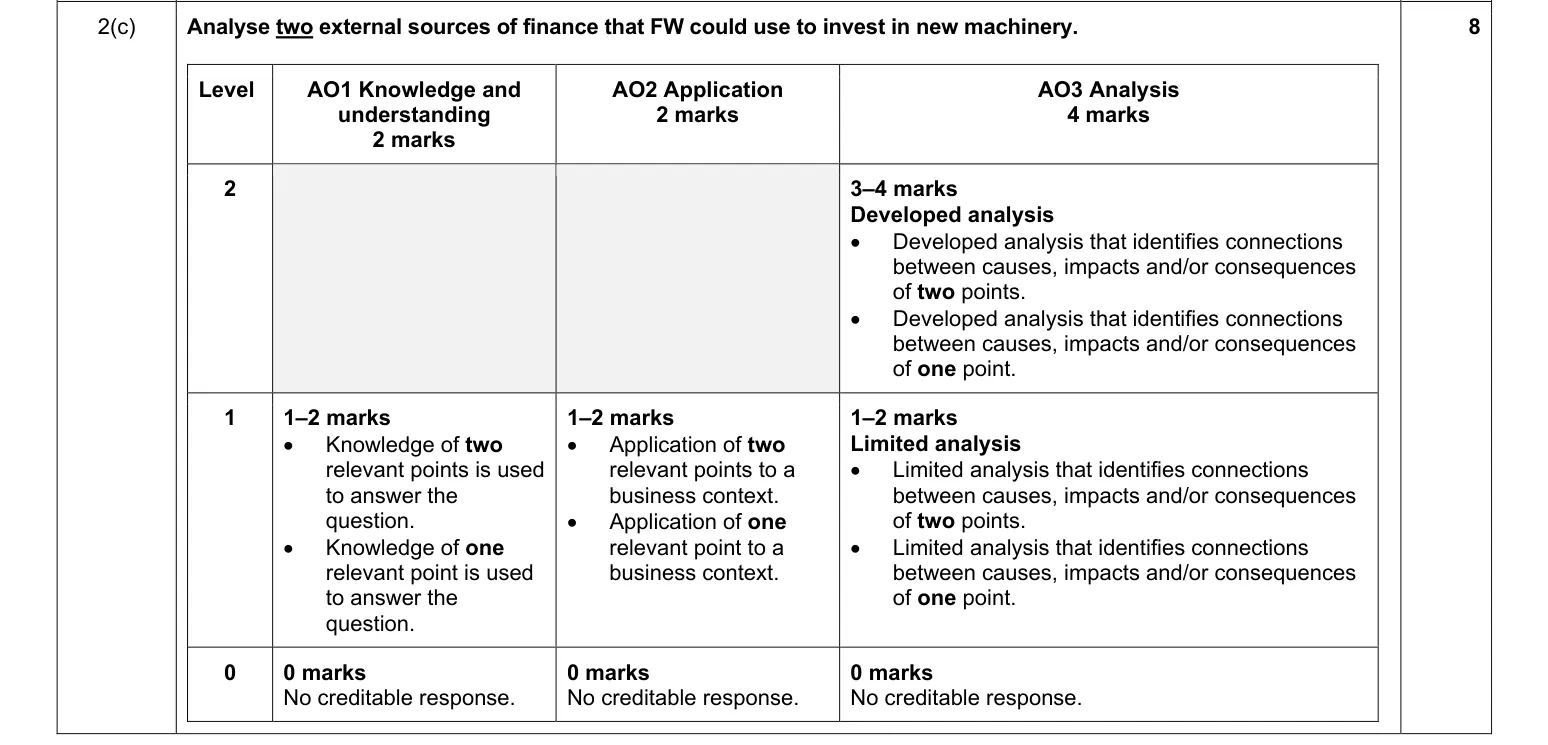 2(c)
Analyse two external sources of finance that FW could use to invest in new machinery.
8
Level
AO1 Knowledge and
understanding
2 marks
AO2 Application
2 marks
AO3 Analysis
4 marks
2
3–4 marks
Developed analysis
• Developed analysis that identifies connections
between causes, impacts and/or consequences
of two points.
• Developed analysis that identifies connections
between causes, impacts and/or consequences
of one point.
1
1–2 marks
• Knowledge of two
relevant points is used
to answer the
question.
• Knowledge of one
relevant point is used
to answer the
question.
1–2 marks
• Application of two
relevant points to a
business context.
• Application of one
relevant point to a
business context.
1–2 marks
Limited analysis
• Limited analysis that identifies connections
between causes, impacts and/or consequences
of two points.
• Limited analysis that identifies connections
between causes, impacts and/or consequences
of one point.
0
0 marks
No creditable response.
0 marks
No creditable response.
0 marks
No creditable response.